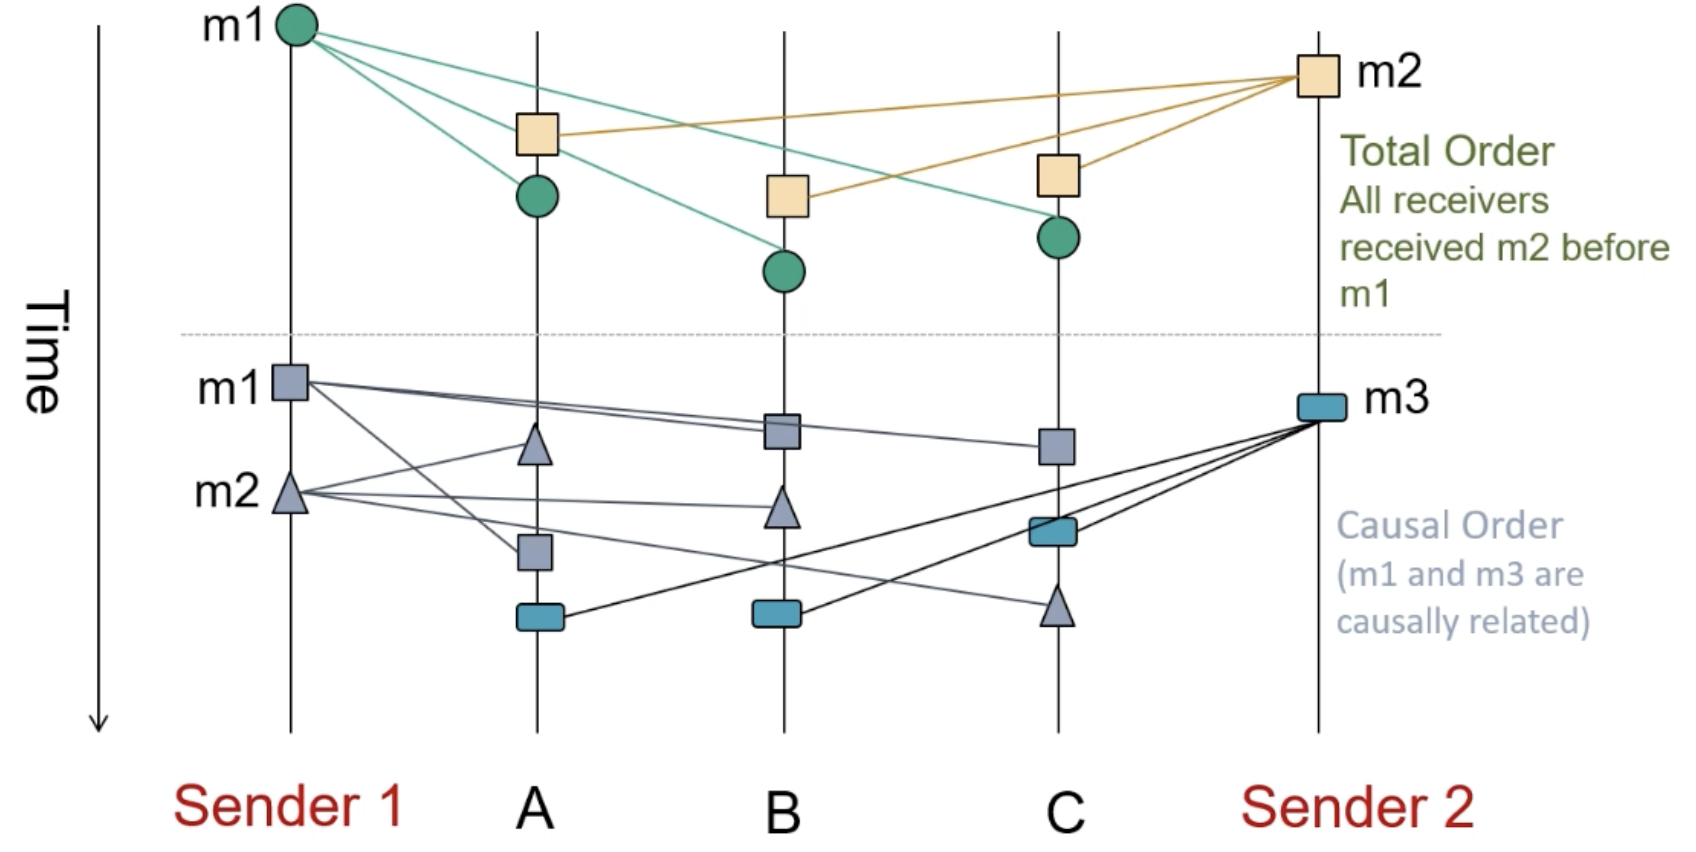 m1
m2
Total Order
All receivers
received m2 before
m1
Time
m1
m3
m2
Causal Order
(m1 and m3 are
causally related)
Sender 1
A
B
C
Sender 2